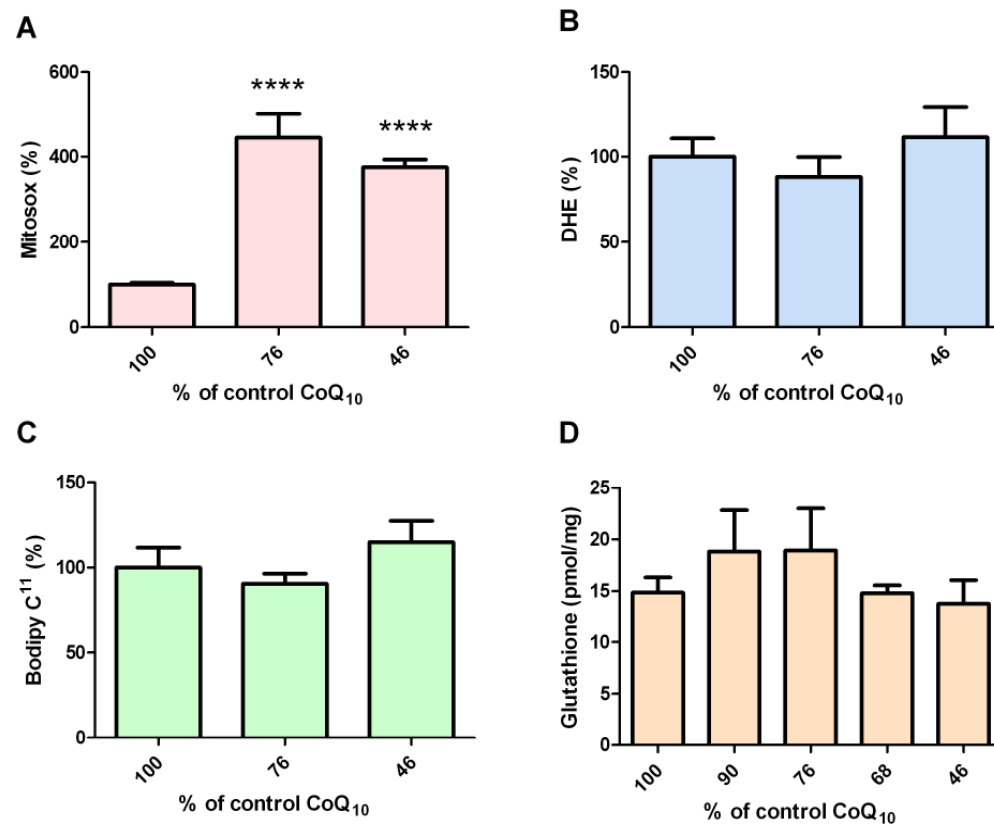 A
Mitosox (%)
600
400
200
0
****
****
100
76
46
% of control CoQ10
B
DHE (%)
150
100
50
0
100
76
46
% of control CoQ10
C
Bodipy C11 (%)
150
100
50
0
100
76
46
% of control CoQ10
D
Glutathione (pmol/mg)
25
20
15
10
5
0
100
90
76
68
46
% of control CoQ10